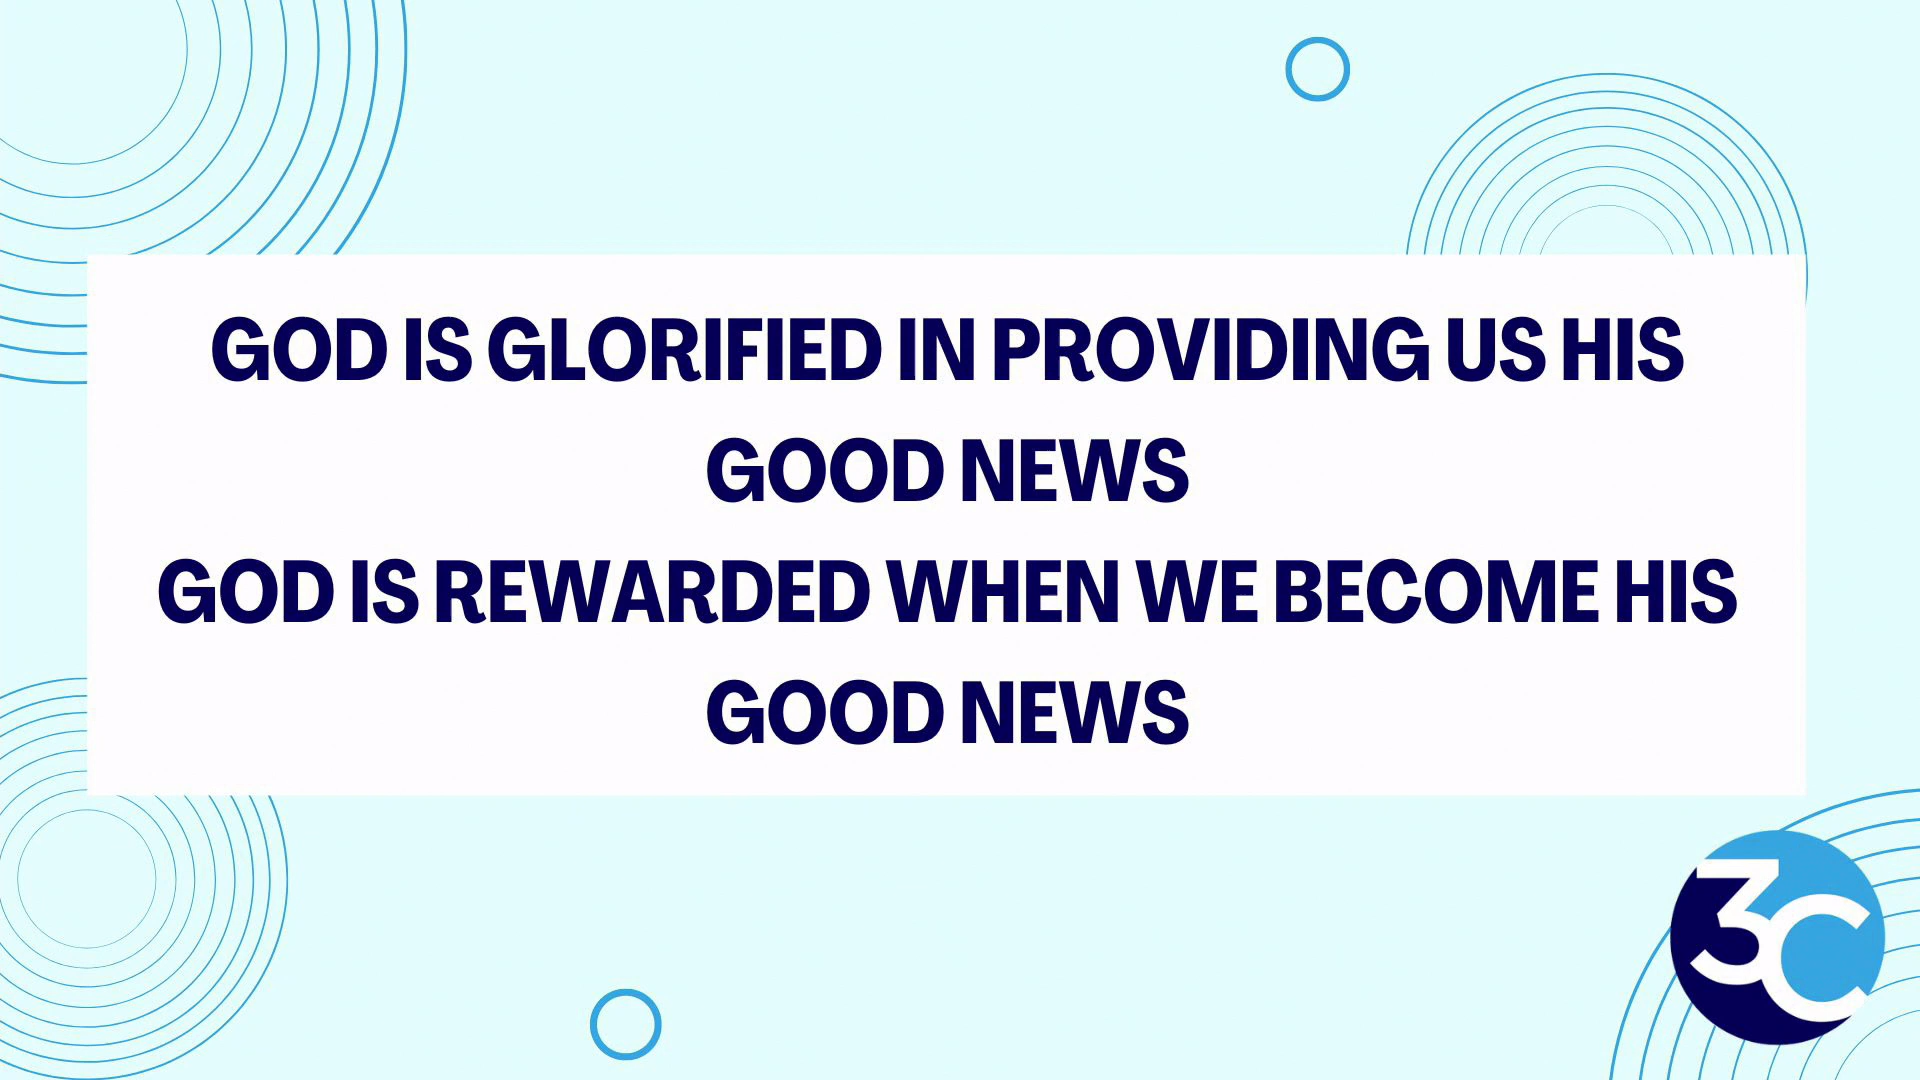 GOD IS GLORIFIED IN PROVIDING US HIS
GOOD NEWS
GOD IS REWARDED WHEN WE BECOME HIS
GOOD NEWS
3C